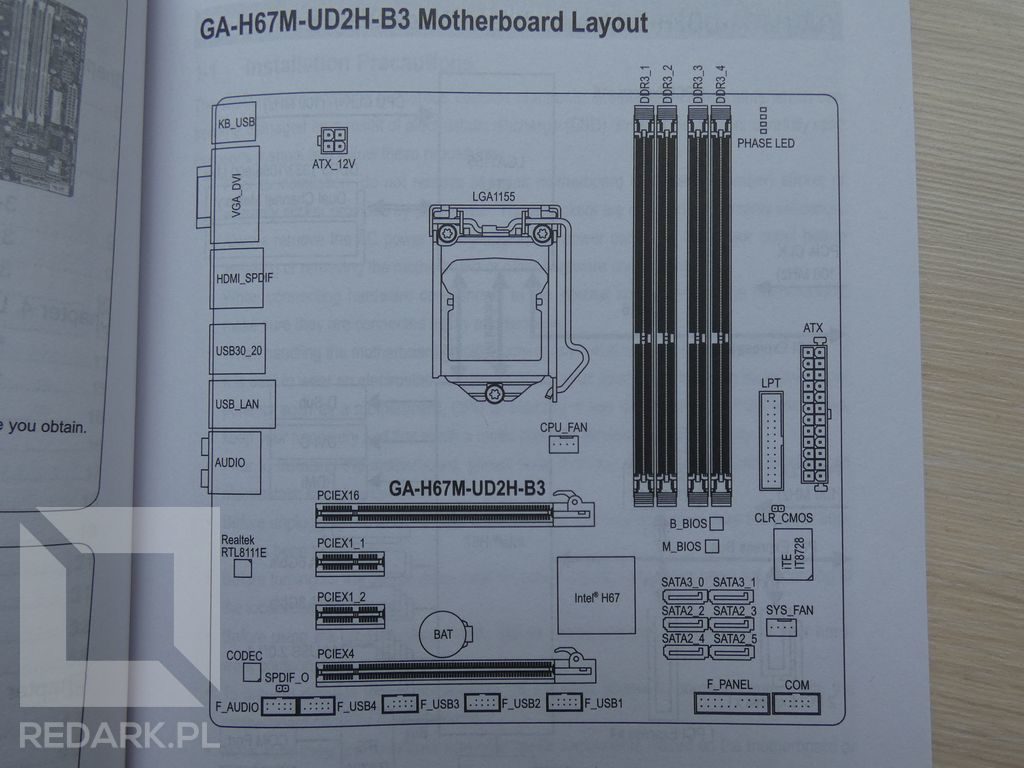 GA-H67M-UD2H-B3 Motherboard Layout
DDR3_1
DDR3_2
DDR3_3
DDR3_4
KB_USB
ATX_12V
PHASE LED
VGA_DVI
LGA1155
HDMI_SPDIF
ATX
USB30_20
LPT
USB_LAN
e you obtain.
CPU_FAN
AUDIO
GA-H67M-UD2H-B3
PCIEX16
B_BIOS
CLR_CMOS
M_BIOS
Realtek
RTL8111E
PCIEX1_1
ITE
IT8728
Intel® H67
SATA3_0 SATA3_1
PCIEX1_2
SATA2_2 SATA2_3
SYS_FAN
BAT
SATA2_4 SATA2_5
CODEC
PCIEX4
SPDIF_O
F_PANEL
COM
F_AUDIO
F_USB4
F_USB3
F_USB2
F_USB1
REDARK.PL